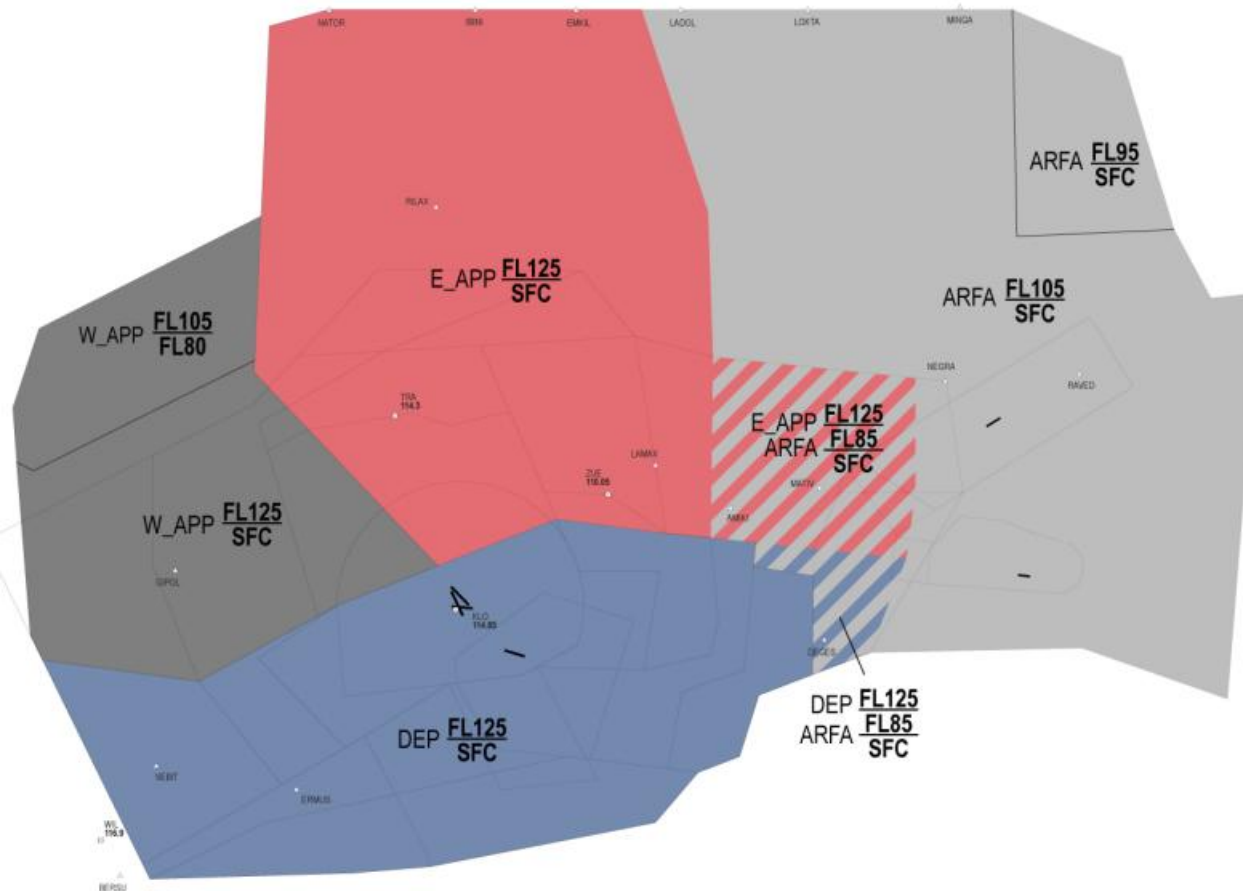 NATOR
EMKIL
LADOL
LOKTA
MINGA
ARFA FL95
SFC
RILAX
E_APP FL125
SFC
ARFA FL105
SFC
W_APP FL105
FL80
NEGRA
RAVED
TRA
114.3
E_APP FL125
ARFA FL85
SFC
LAMAX
ZUE
110.05
MATIV
AMIKI
W_APP FL125
SFC
GIPOL
KLO
114.85
DEGES
DEP FL125
SFC
DEP FL125
ARFA FL85
SFC
VEBIT
ERMUS
WIL
116.9
BERSU